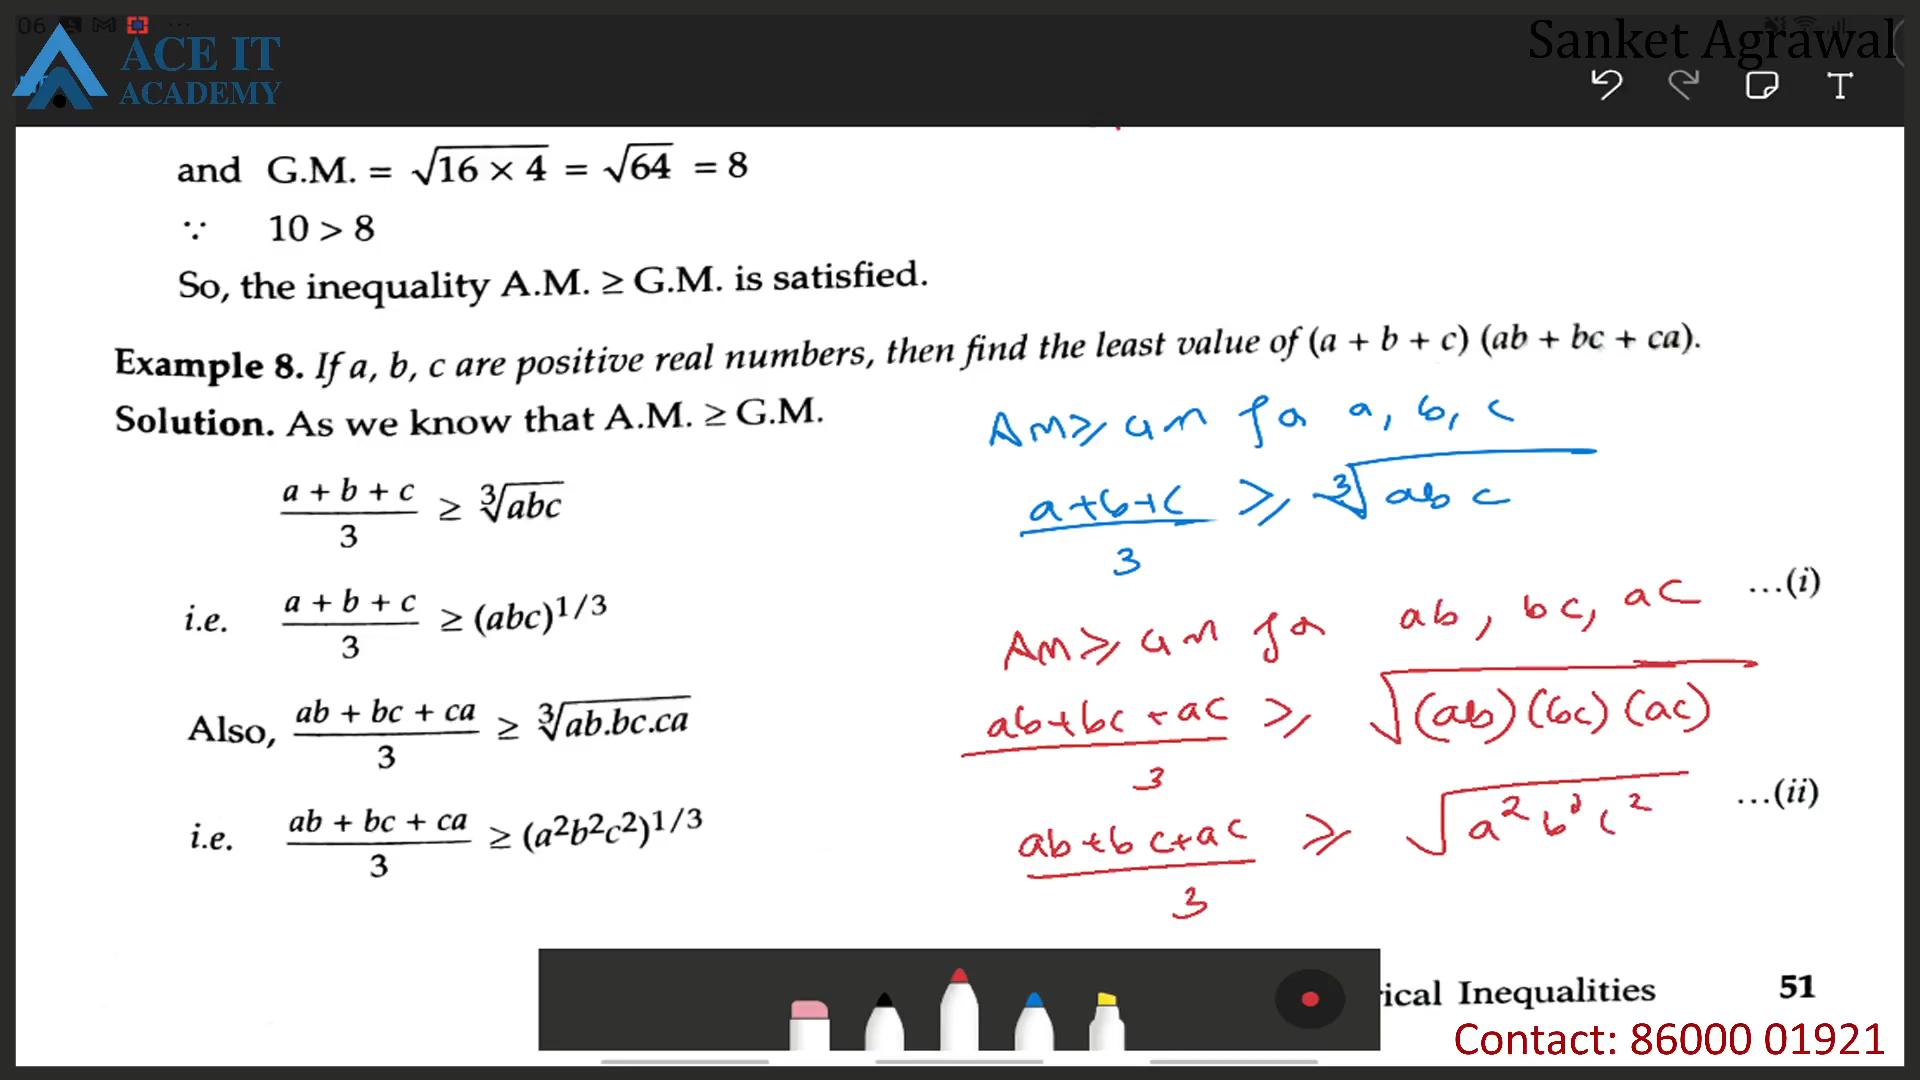 06
ACE IT
ACADEMY
Sanket Agrawal
T
and G.M. = √16 × 4 = √64 = 8
∵ 10 > 8
So, the inequality A.M. ≥ G.M. is satisfied.
Example 8. If a, b, c are positive real numbers, then find the least value of (a + b + c) (ab + bc + ca).
Solution. As we know that A.M. ≥ G.M.
Am ≥ Gm for a, b, c
a + b + c / 3 ≥ ∛abc
a+b+c / 3 ≥ ∛abc
i.e. a + b + c / 3 ≥ (abc)^1/3 ...(i)
Am ≥ Gm for ab, bc, ac
Also, ab + bc + ca / 3 ≥ ∛ab.bc.ca
ab+bc+ac / 3 ≥ √(ab)(bc)(ac)
i.e. ab + bc + ca / 3 ≥ (a²b²c²)^1/3 ...(ii)
ab+bc+ac / 3 ≥ √a²b²c²
rical Inequalities 51
Contact: 86000 01921